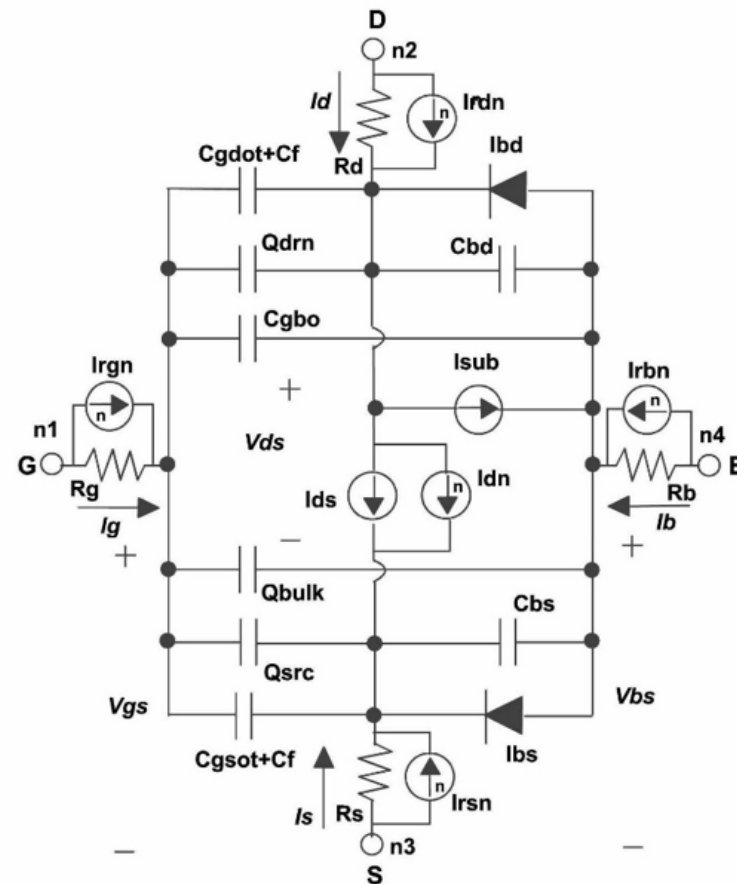 D
n2
Id
Irdn
Cgdot+Cf
Rd
Ibd
Qdrn
Cbd
Cgbo
Irgn
n
+
Isub
Irbn
n
n1
Vds
n4
G
Rg
Ids
Idn
n
Rb
Ig
Ib
+
−
+
Qbulk
Cbs
Qsrc
Vgs
Vbs
Cgsot+Cf
Ibs
Is
Rs
n
Irsn
−
n3
−
S